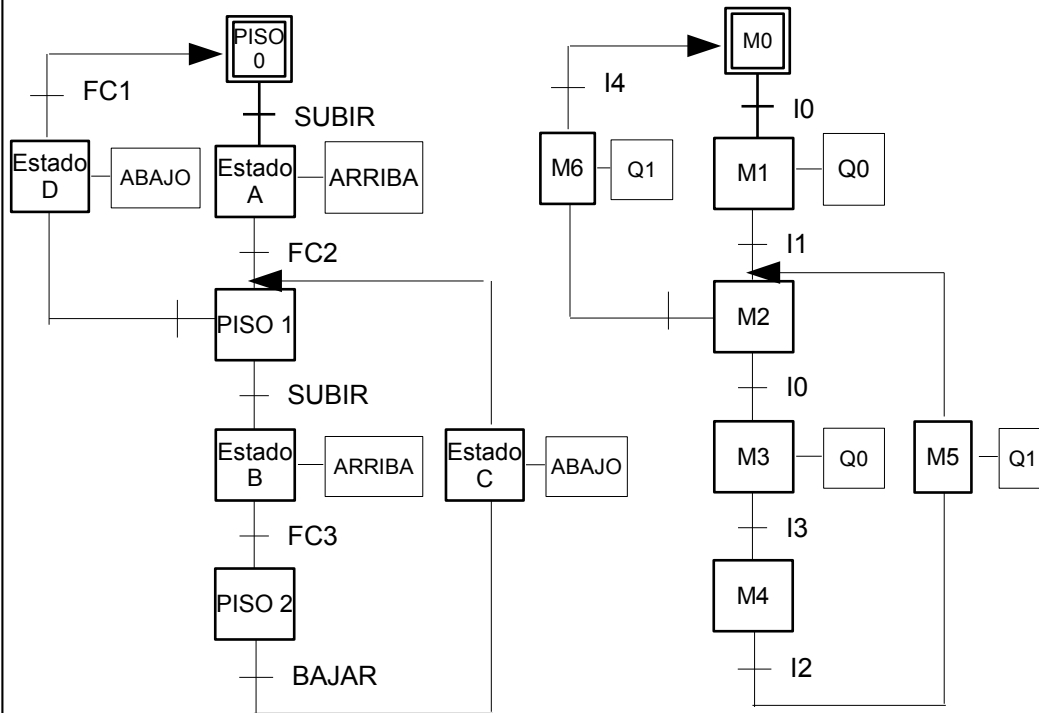 PISO
0
FC1
SUBIR
Estado
D
ABAJO
Estado
A
ARRIBA
FC2
PISO 1
SUBIR
Estado
B
ARRIBA
Estado
C
ABAJO
FC3
PISO 2
BAJAR
M0
I4
I0
M6
Q1
M1
Q0
I1
M2
I0
M3
Q0
M5
Q1
I3
M4
I2